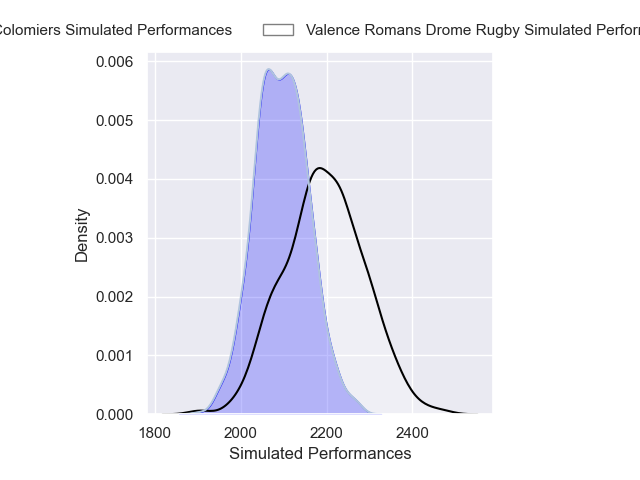 Colomiers Simulated Performances Valence Romans Drome Rugby Simulated Perfor
0.006
0.005
0.004
0.003
0.002
0.001
0.000
Density
1800 2000 2200 2400
Simulated Performances